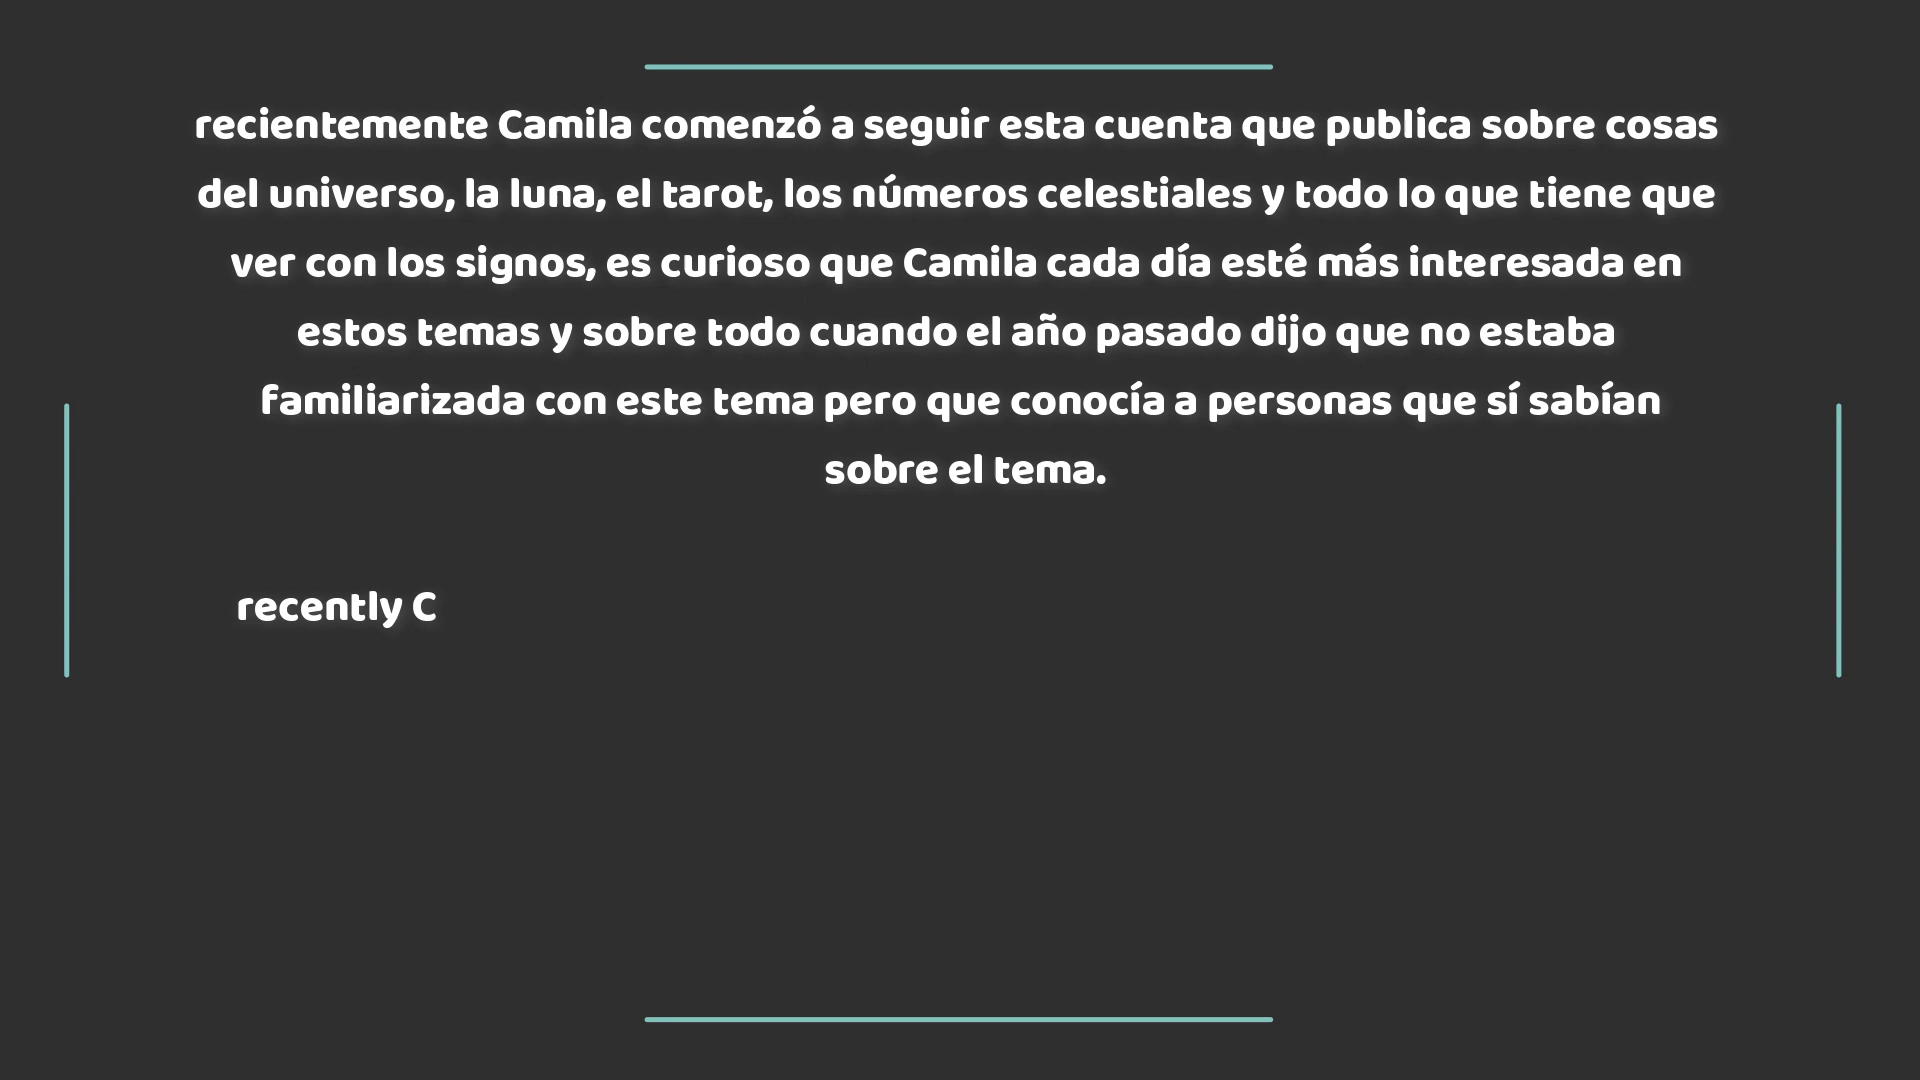 recientemente Camila comenzó a seguir esta cuenta que publica sobre cosas
del universo, la luna, el tarot, los números celestiales y todo lo que tiene que
ver con los signos, es curioso que Camila cada día esté más interesada en
estos temas y sobre todo cuando el año pasado dijo que no estaba
familiarizada con este tema pero que conocía a personas que sí sabían
sobre el tema.
recently C